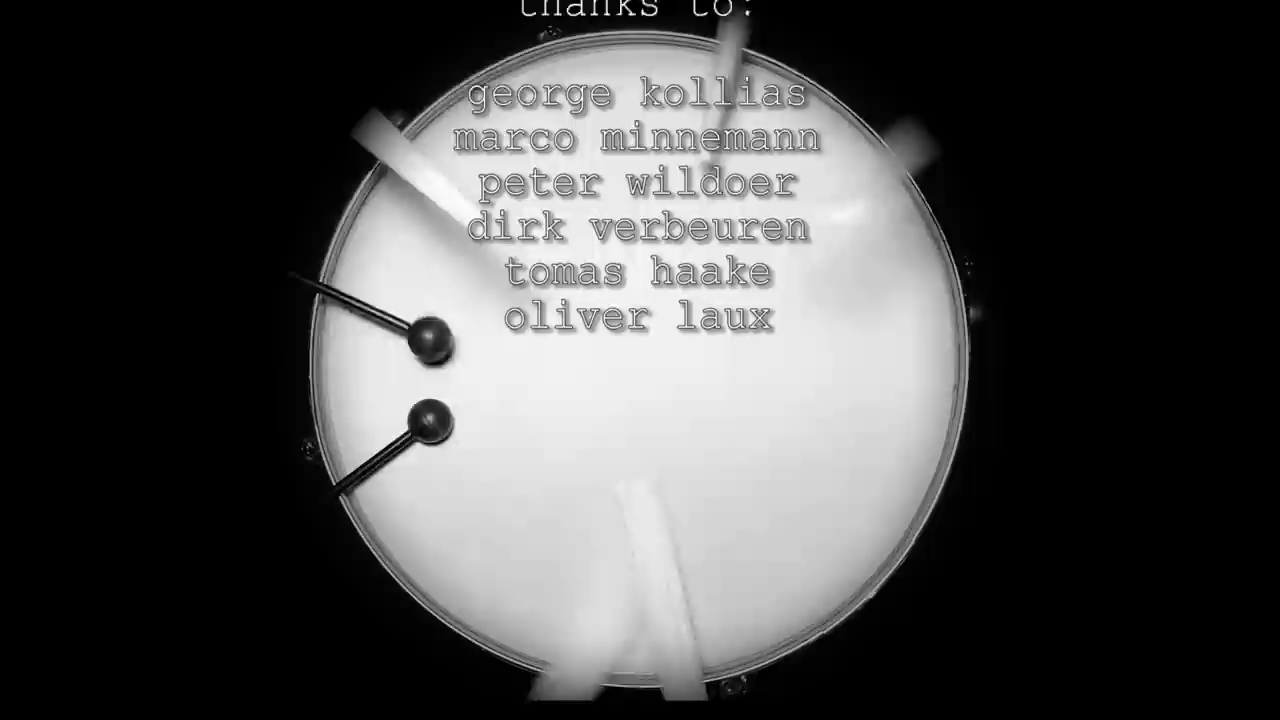 thanks to:
george kollias
marco minnemann
peter wildoer
dirk verbeuren
tomas haake
oliver laux